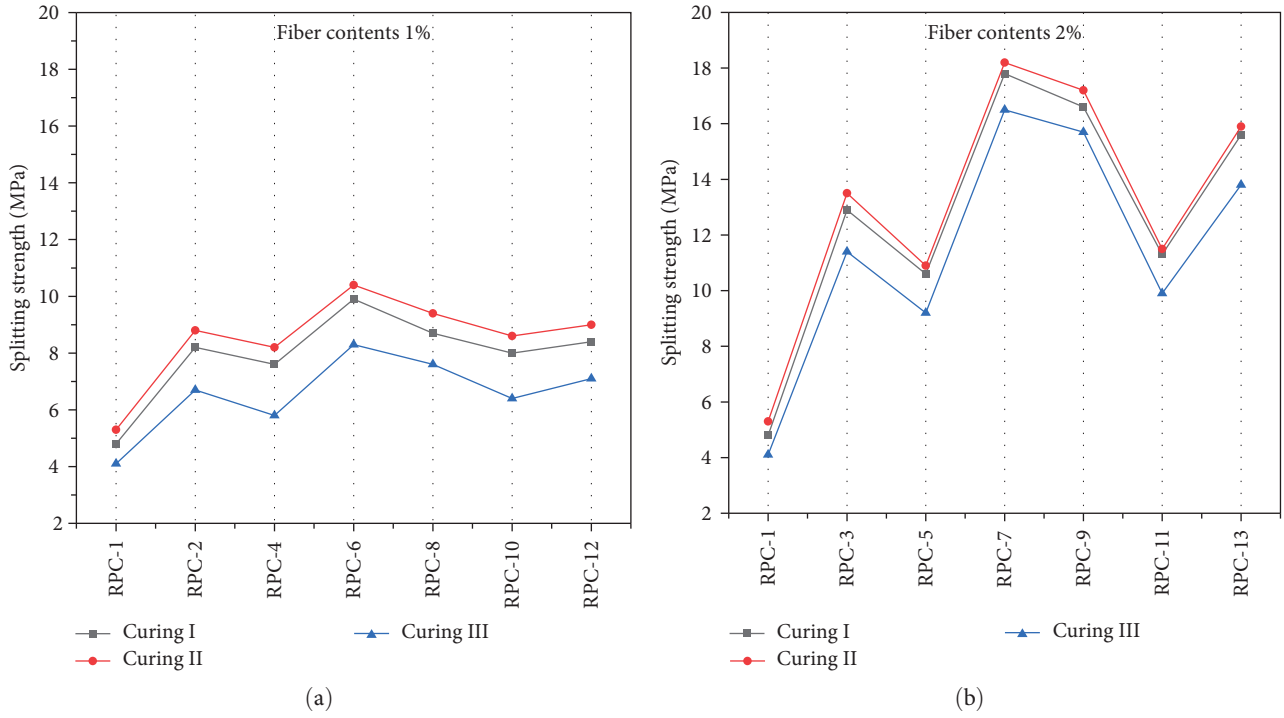 Fiber contents 1%
Splitting strength (MPa)
20
18
16
14
12
10
8
6
4
2
RPC-1
RPC-2
RPC-4
RPC-6
RPC-8
RPC-10
RPC-12
Curing I
Curing III
Curing II
(a)
Fiber contents 2%
Splitting strength (MPa)
20
18
16
14
12
10
8
6
4
2
RPC-1
RPC-3
RPC-5
RPC-7
RPC-9
RPC-11
RPC-13
Curing I
Curing III
Curing II
(b)